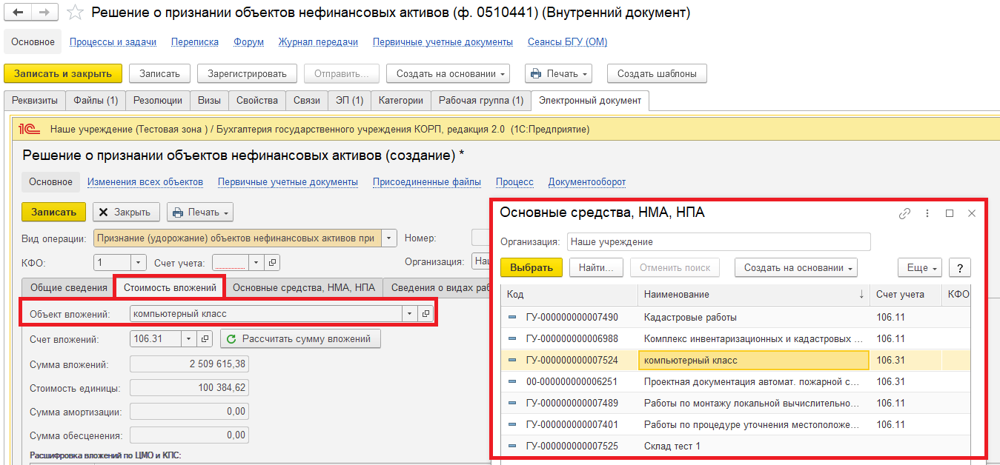 Решение о признании объектов нефинансовых активов (ф. 0510441) (Внутренний документ)
Основное Процессы и задачи Переписка Форум Журнал передачи Первичные учетные документы Сеансы БГУ (ОМ)
Записать и закрыть Записать Зарегистрировать Отправить... Создать на основании Печать Создать шаблоны
Реквизиты Файлы (1) Резолюции Визы Свойства Связи ЭП (1) Категории Рабочая группа (1) Электронный документ
1С Наше учреждение (Тестовая зона ) / Бухгалтерия государственного учреждения КОРП, редакция 2.0 (1С:Предприятие)
Решение о признании объектов нефинансовых активов (создание) *
Основное Изменения всех объектов Первичные учетные документы Присоединенные файлы Процесс Документооборот
Записать Закрыть Печать
Вид операции: Признание (удорожание) объектов нефинансовых активов при Номер:
КФО: 1 Счет учета: Организация: Наш
Общие сведения Стоимость вложений Основные средства, НМА, НПА Сведения о видах раб
Объект вложений: компьютерный класс
Счет вложений: 106.31 Рассчитать сумму вложений
Сумма вложений: 2 509 615,38
Стоимость единицы: 100 384,62
Сумма амортизации: 0,00
Сумма обесценения: 0,00
Расшифровка вложений по ЦМО и КПС:
Основные средства, НМА, НПА
Организация: Наше учреждение
Выбрать Найти... Отменить поиск Создать на основании Еще ?
Код Наименование ↓ Счет учета КФО
ГУ-000000000007490 Кадастровые работы 106.11
ГУ-000000000006988 Комплекс инвентаризационных и кадастровых ... 106.11
ГУ-000000000007524 компьютерный класс 106.31
00-000000000006251 Проектная документация автомат. пожарной с... 106.31
ГУ-000000000007489 Работы по монтажу локальной вычислительно... 106.11
ГУ-000000000007401 Работы по процедуре уточнения местоположе... 106.11
ГУ-000000000007525 Склад тест 1